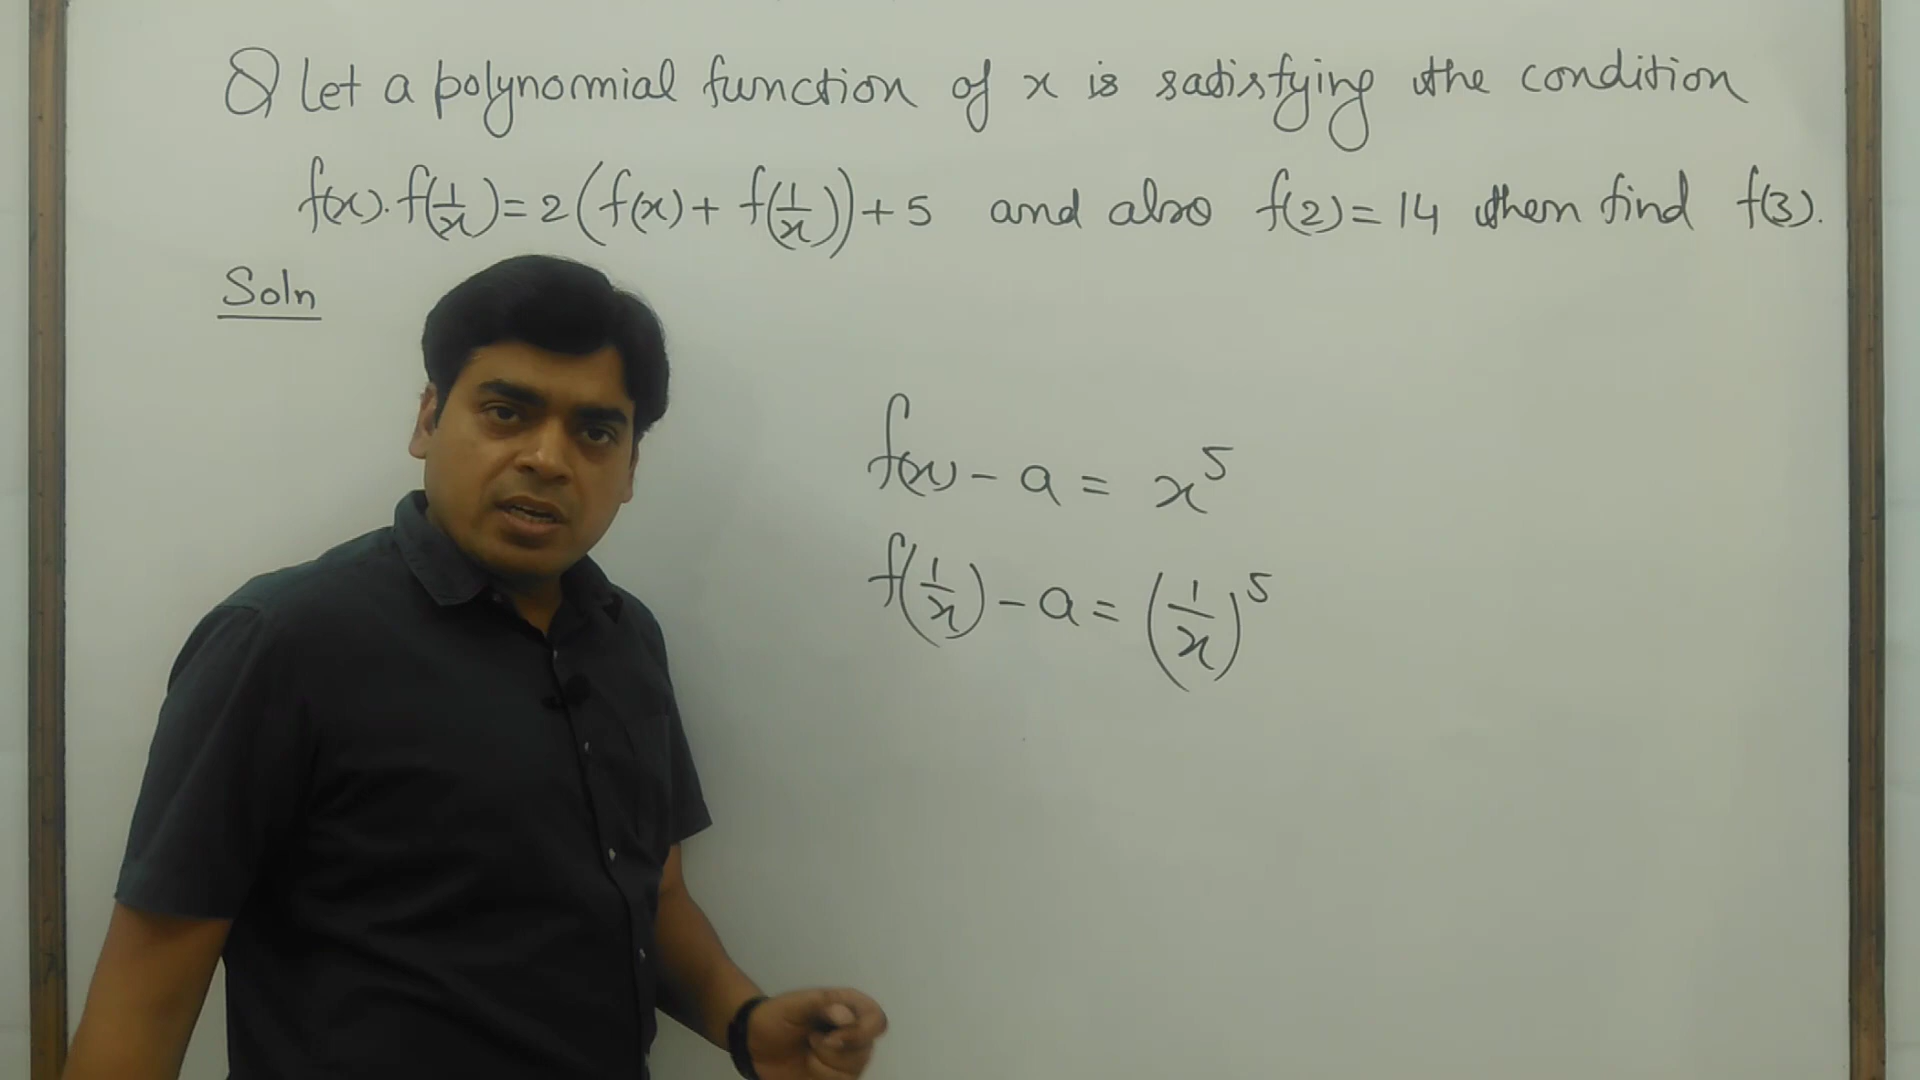 Q Let a polynomial function of x is satisfying the condition
f(x).f(1/x)=2(f(x)+f(1/x))+5 and also f(2)=14 then find f(3).
Soln
f(x)-a=x⁵
f(1/x)-a=(1/x)⁵